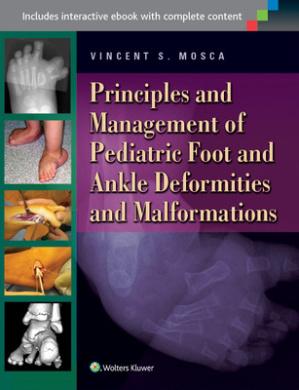 Includes interactive ebook with complete content
VINCENT S. MOSCA
Principles and
Management of
Pediatric Foot and
Ankle Deformities
and Malformations
Wolters Kluwer